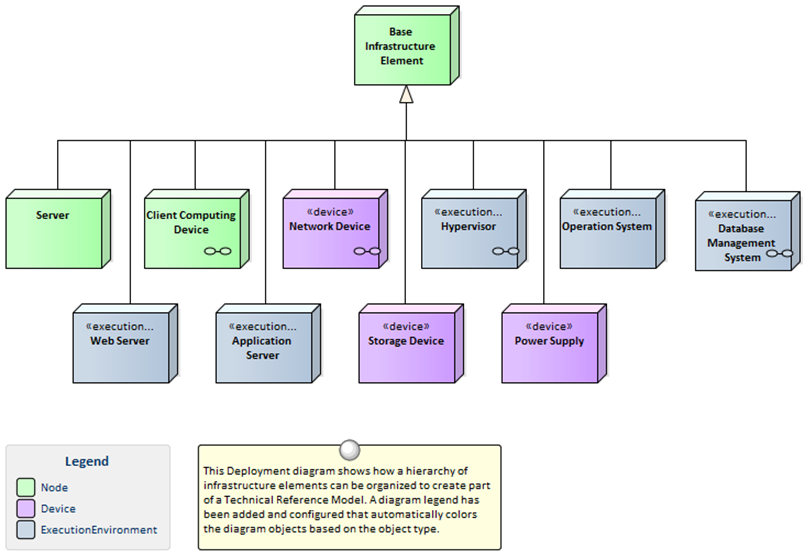 Base
Infrastructure
Element
Server
Client Computing
Device
«device»
Network Device
«execution...
Hypervisor
«execution...
Operation System
«execution...
Database
Management
System
«execution...
Web Server
«execution...
Application
Server
«device»
Storage Device
«device»
Power Supply
Legend
Node
Device
ExecutionEnvironment
This Deployment diagram shows how a hierarchy of
infrastructure elements can be organized to create part
of a Technical Reference Model. A diagram legend has
been added and configured that automatically colors
the diagram objects based on the object type.